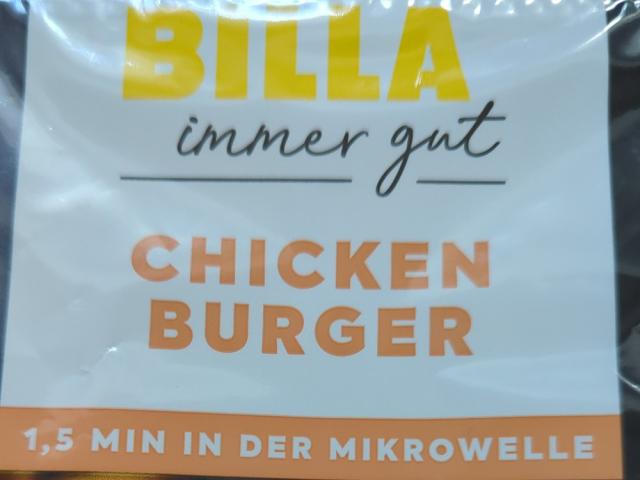 BILLA
immer gut
CHICKEN
BURGER
1,5 MIN IN DER MIKROWELLE